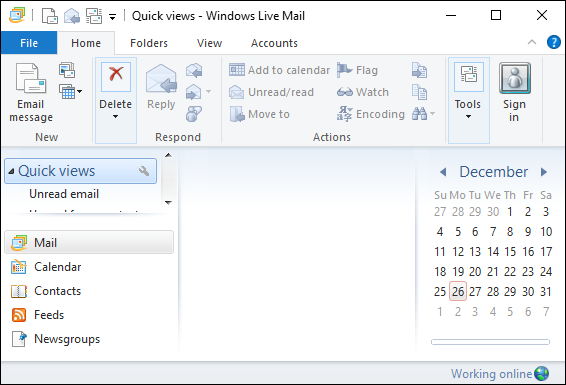 Quick views - Windows Live Mail
File Home Folders View Accounts
Email message
Delete
Reply
Add to calendar
Unread/read
Move to
Flag
Watch
Encoding
Tools
Sign in
New Respond Actions
Quick views
Unread email
Mail
Calendar
Contacts
Feeds
Newsgroups
December
Su Mo Tu We Th Fr Sa
27 28 29 30 1 2 3
4 5 6 7 8 9 10
11 12 13 14 15 16 17
18 19 20 21 22 23 24
25 26 27 28 29 30 31
1 2 3 4 5 6 7
Working online